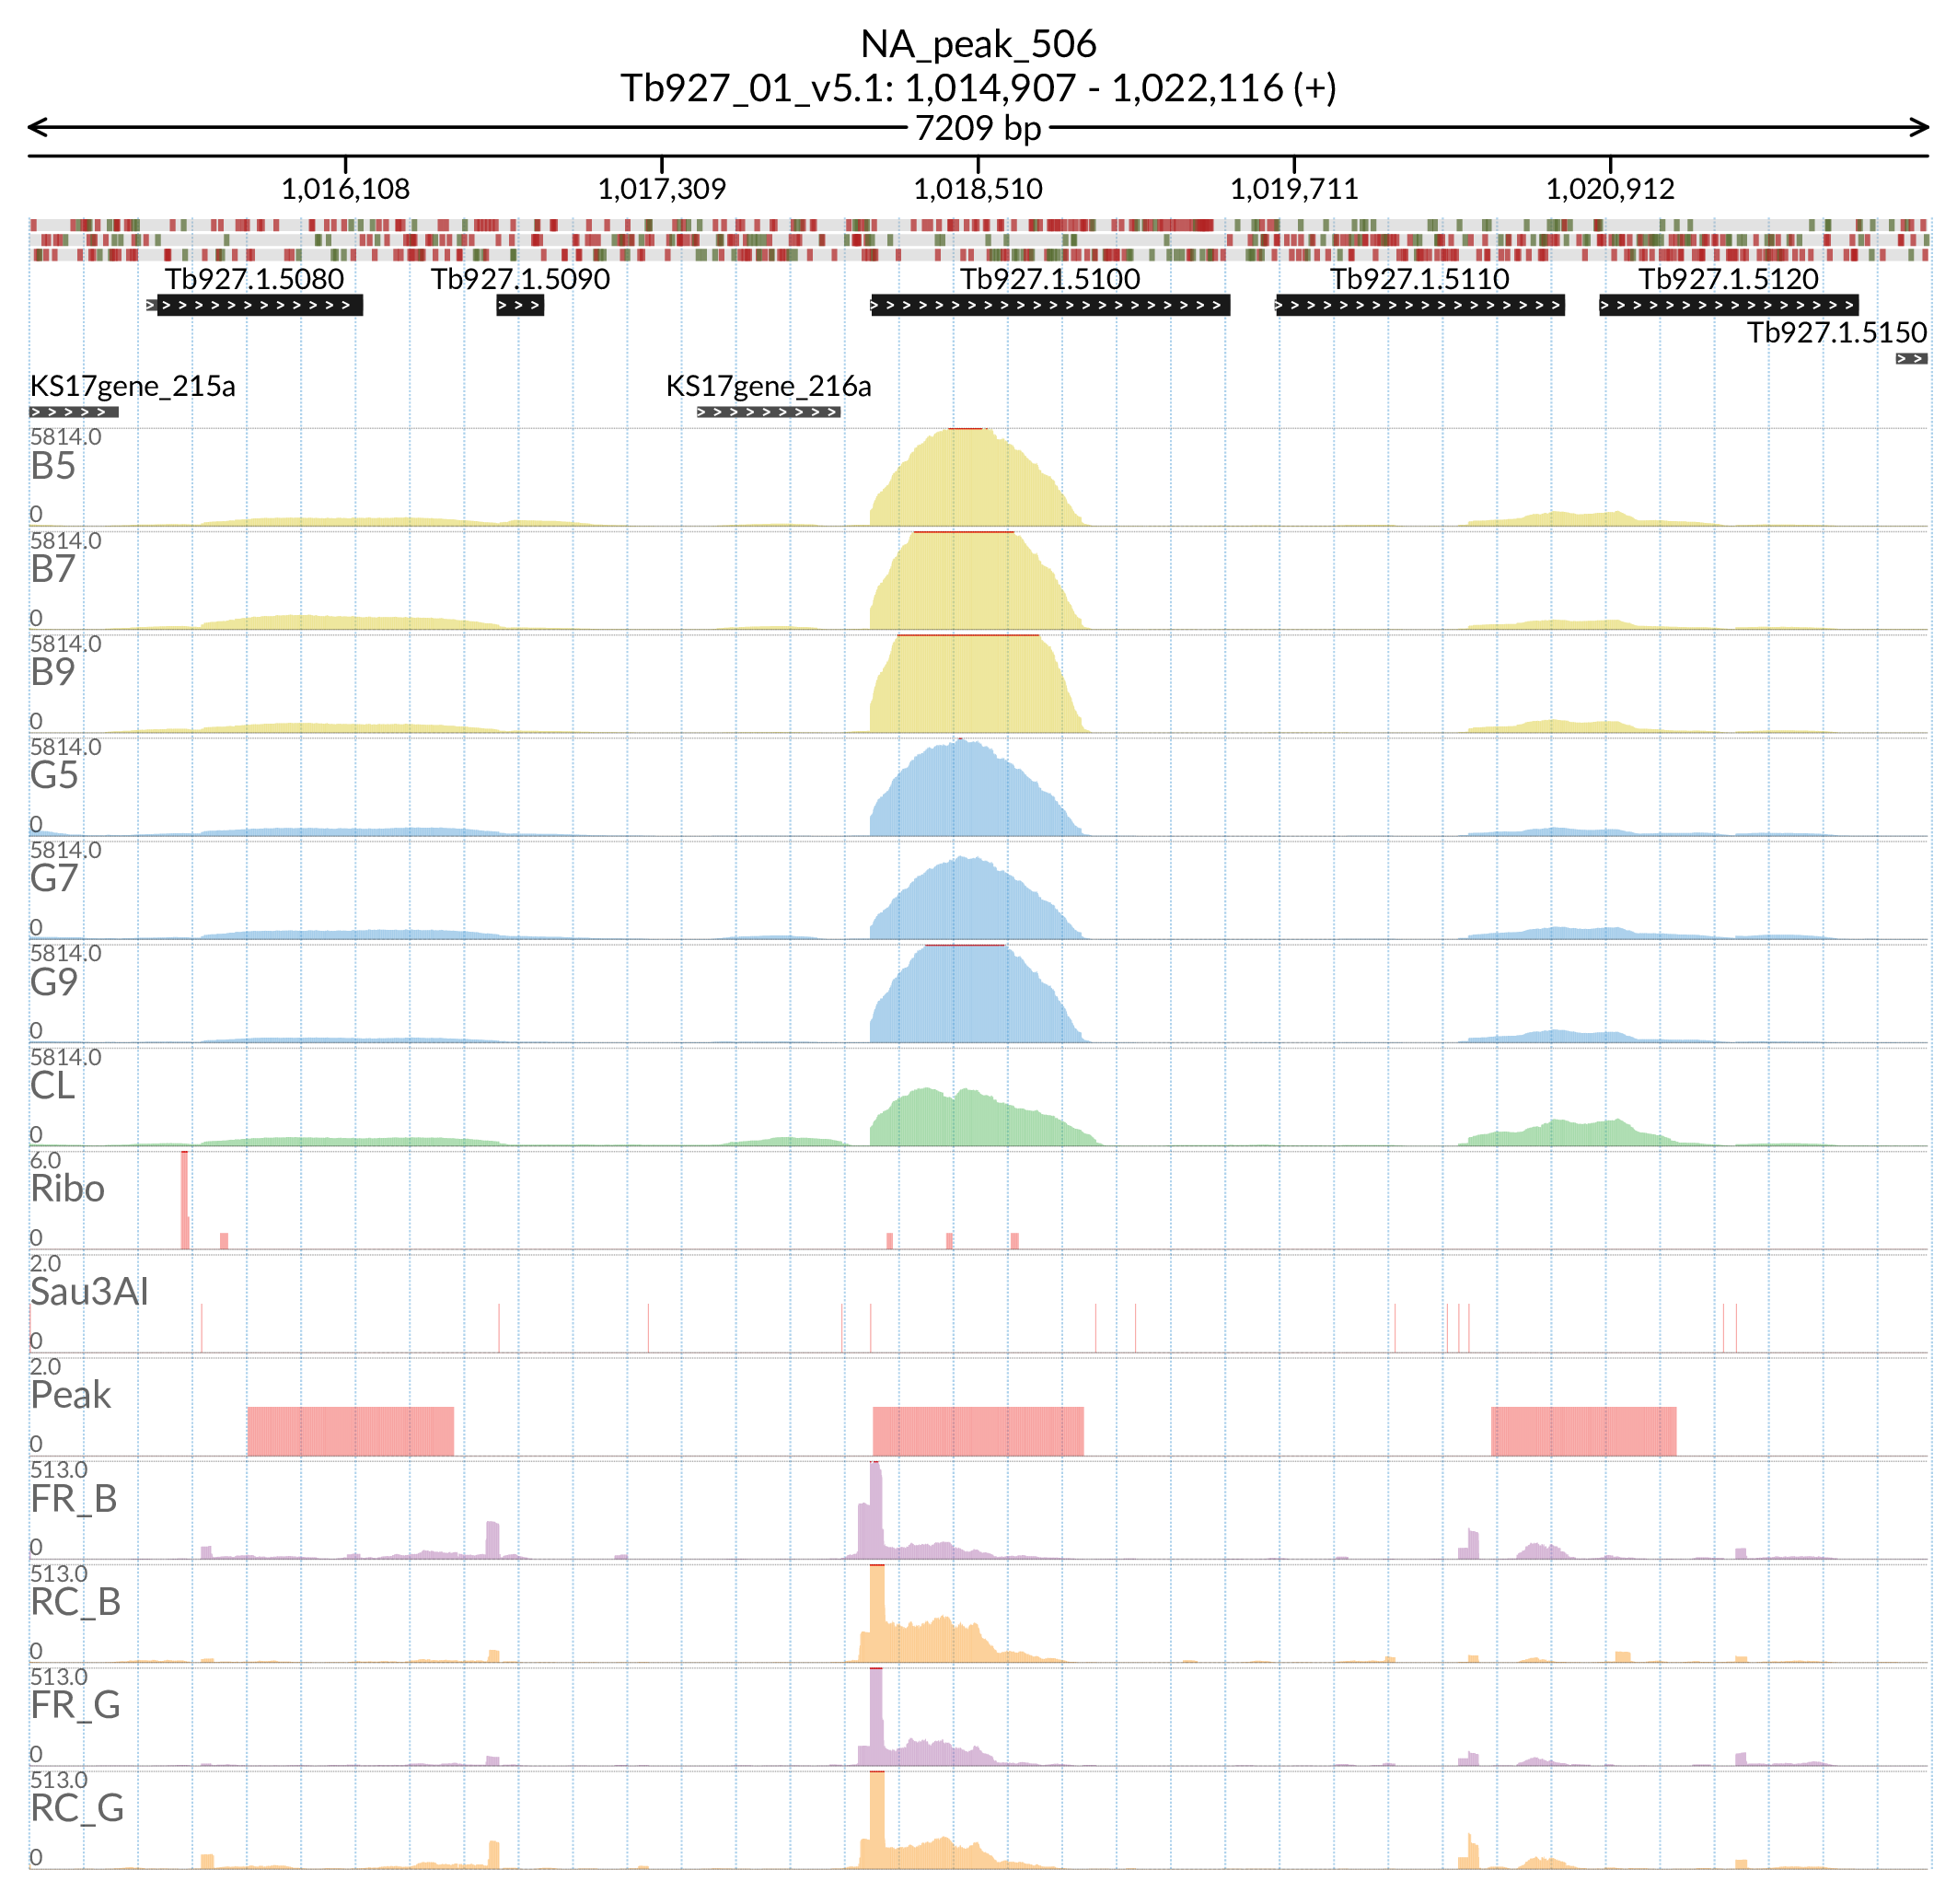 NA_peak_506
Tb927_01_v5.1: 1,014,907 - 1,022,116 (+)
7209 bp
1,016,108 1,017,309 1,018,510 1,019,711 1,020,912
Tb927.1.5080 Tb927.1.5090 Tb927.1.5100 Tb927.1.5110 Tb927.1.5120
Tb927.1.5150
KS17gene_215a KS17gene_216a
5814.0
B5
0
5814.0
B7
0
5814.0
B9
0
5814.0
G5
0
5814.0
G7
0
5814.0
G9
0
5814.0
CL
0
6.0
Ribo
0
2.0
Sau3AI
0
2.0
Peak
0
513.0
FR_B
0
513.0
RC_B
0
513.0
FR_G
0
513.0
RC_G
0